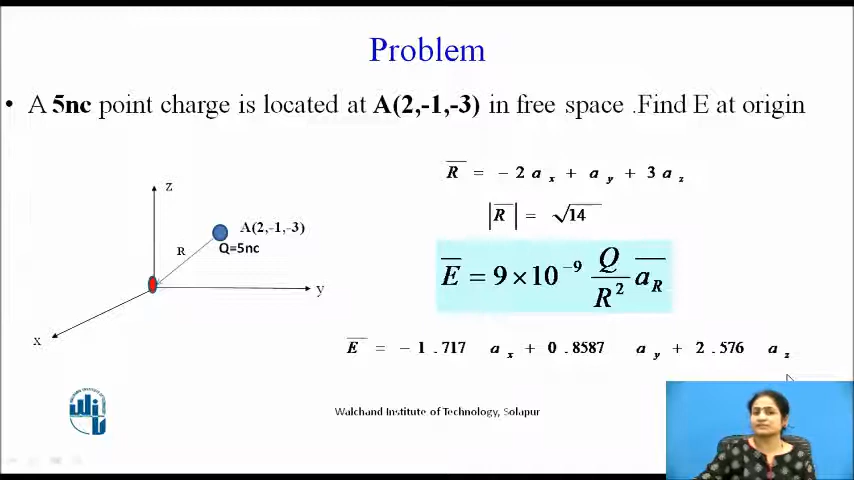 Problem
• A 5nc point charge is located at A(2,-1,-3) in free space .Find E at origin
z
A(2,-1,-3)
Q=5nc
R
y
x
R̅ = - 2 a x + a y + 3 a z
|R̅| = √14
E̅ = 9 × 10⁻⁹ Q/R² a̅_R
E̅ = - 1 . 717 a x + 0 . 8587 a y + 2 . 576 a z
Walchand Institute of Technology, Solapur